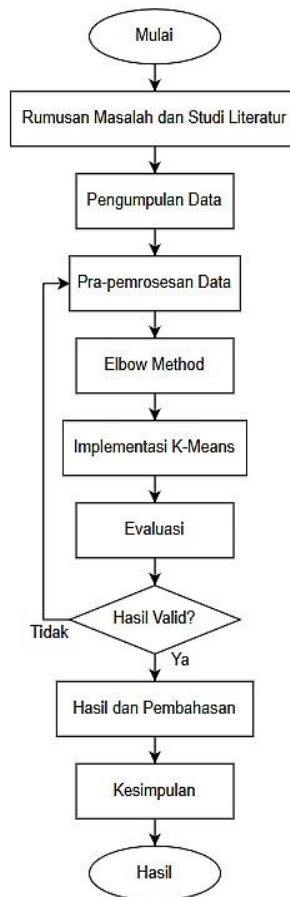 Mulai
Rumusan Masalah dan Studi Literatur
Pengumpulan Data
Pra-pemrosesan Data
Elbow Method
Implementasi K-Means
Evaluasi
Hasil Valid?
Tidak
Ya
Hasil dan Pembahasan
Kesimpulan
Hasil